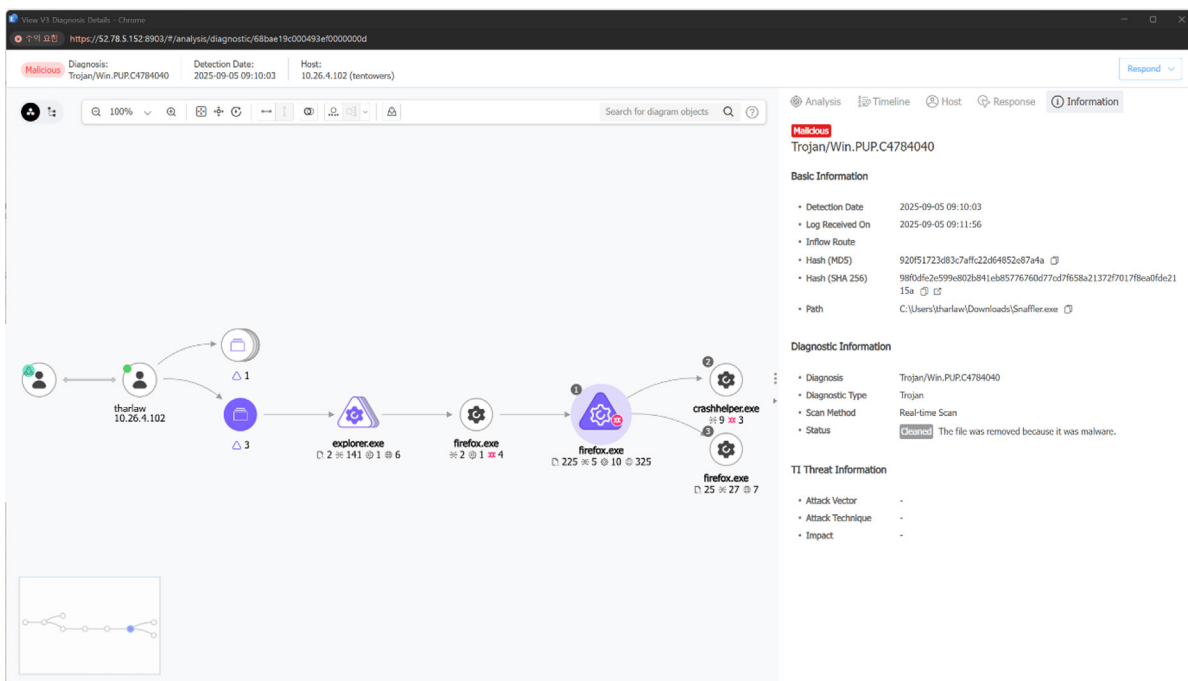 View V3 Diagnosis Details - Chrome
수의 요함 https://52.78.5.152:8903/#/analysis/diagnostic/68bae19c000493ef0000000d
Malicious
Diagnosis:
Trojan/Win.PUP.C4784040
Detection Date:
2025-09-05 09:10:03
Host:
10.26.4.102 (tentowers)
Respond
100%
Search for diagram objects
tharlaw
10.26.4.102
1
3
explorer.exe
2 141 1 6
firefox.exe
2 1 4
1
firefox.exe
225 5 10 325
2
crashhelper.exe
9 3
3
firefox.exe
25 27 7
Analysis Timeline Host Response Information
Malicious
Trojan/Win.PUP.C4784040
Basic Information
• Detection Date 2025-09-05 09:10:03
• Log Received On 2025-09-05 09:11:56
• Inflow Route
• Hash (MD5) 920f51723d83c7affc22d64852e87a4a
• Hash (SHA 256) 98f0dfe2e599e802b841eb85776760d77cd7f658a21372f7017f8ea0fde21
15a
• Path C:\Users\tharlaw\Downloads\Snaffler.exe
Diagnostic Information
• Diagnosis Trojan/Win.PUP.C4784040
• Diagnostic Type Trojan
• Scan Method Real-time Scan
• Status Cleaned The file was removed because it was malware.
TI Threat Information
• Attack Vector -
• Attack Technique -
• Impact -